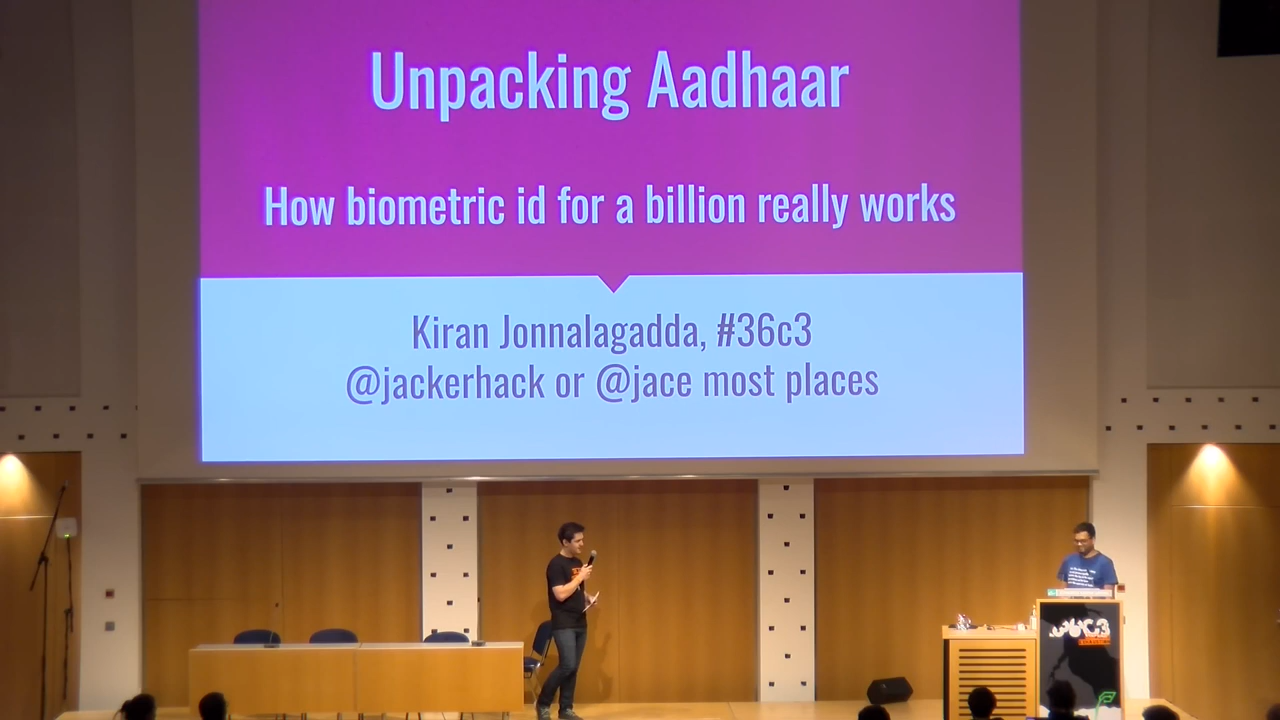 Unpacking Aadhaar
How biometric id for a billion really works
Kiran Jonnalagadda, #36c3
@jackerhack or @jace most places
36C3